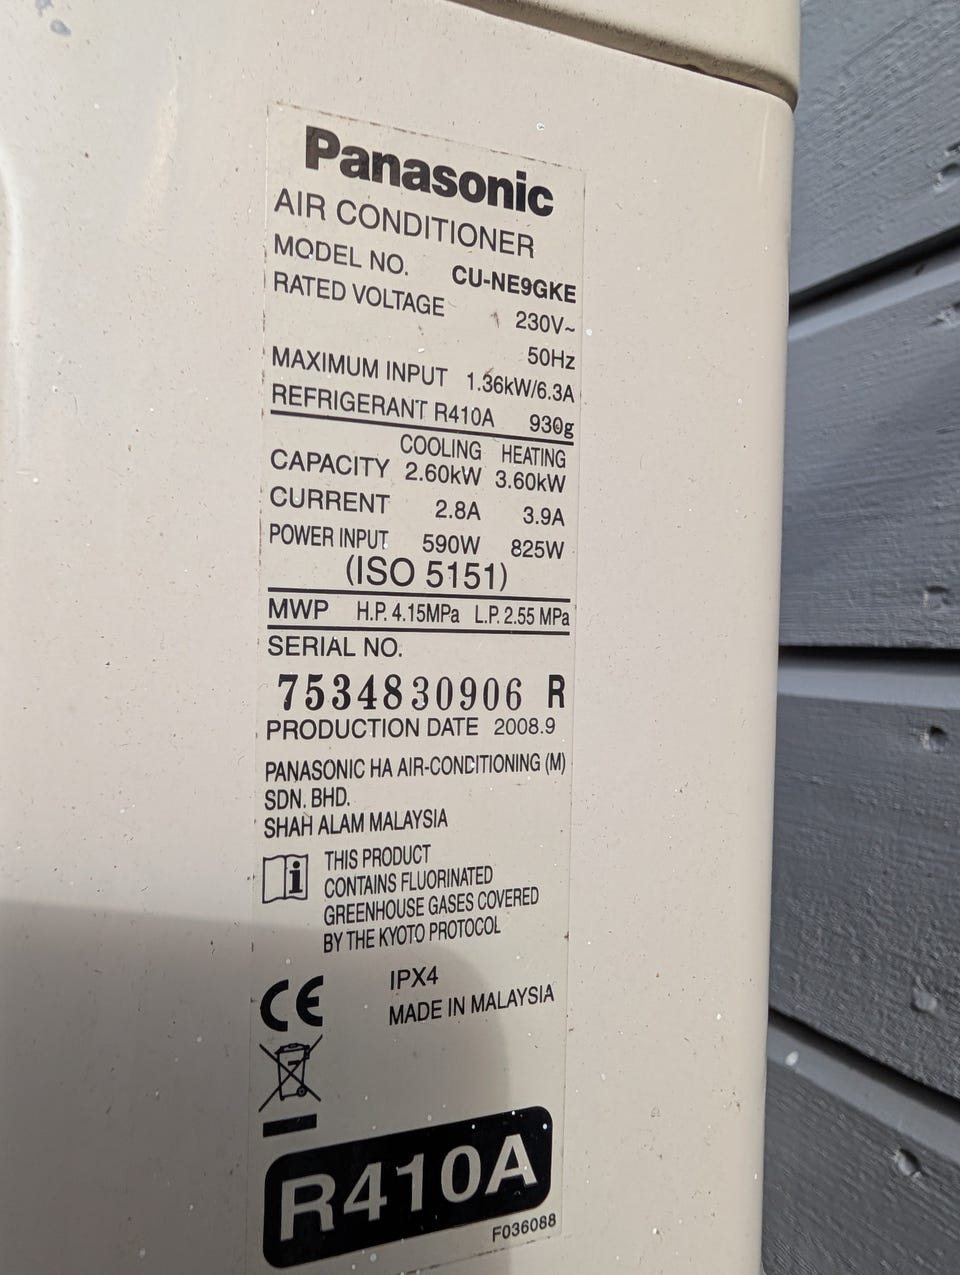 Panasonic
AIR CONDITIONER
MODEL NO. CU-NE9GKE
RATED VOLTAGE 230V~
50Hz
MAXIMUM INPUT 1.36kW/6.3A
REFRIGERANT R410A 930g
COOLING HEATING
CAPACITY 2.60kW 3.60kW
CURRENT 2.8A 3.9A
POWER INPUT 590W 825W
(ISO 5151)
MWP H.P. 4.15MPa L.P. 2.55 MPa
SERIAL NO.
7534830906 R
PRODUCTION DATE 2008.9
PANASONIC HA AIR-CONDITIONING (M)
SDN. BHD.
SHAH ALAM MALAYSIA
i THIS PRODUCT
CONTAINS FLUORINATED
GREENHOUSE GASES COVERED
BY THE KYOTO PROTOCOL
CE IPX4
MADE IN MALAYSIA
R410A
F036088